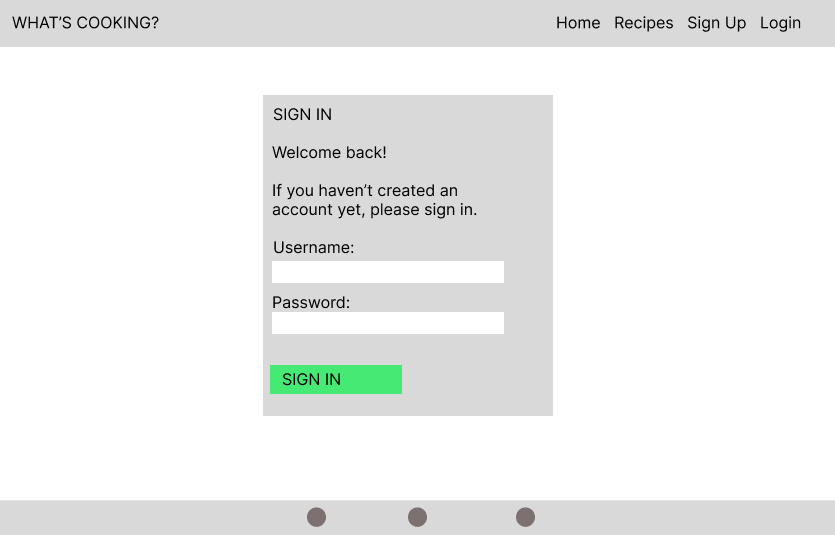 WHAT’S COOKING?
Home Recipes Sign Up Login
SIGN IN
Welcome back!
If you haven’t created an
account yet, please sign in.
Username:
Password:
SIGN IN